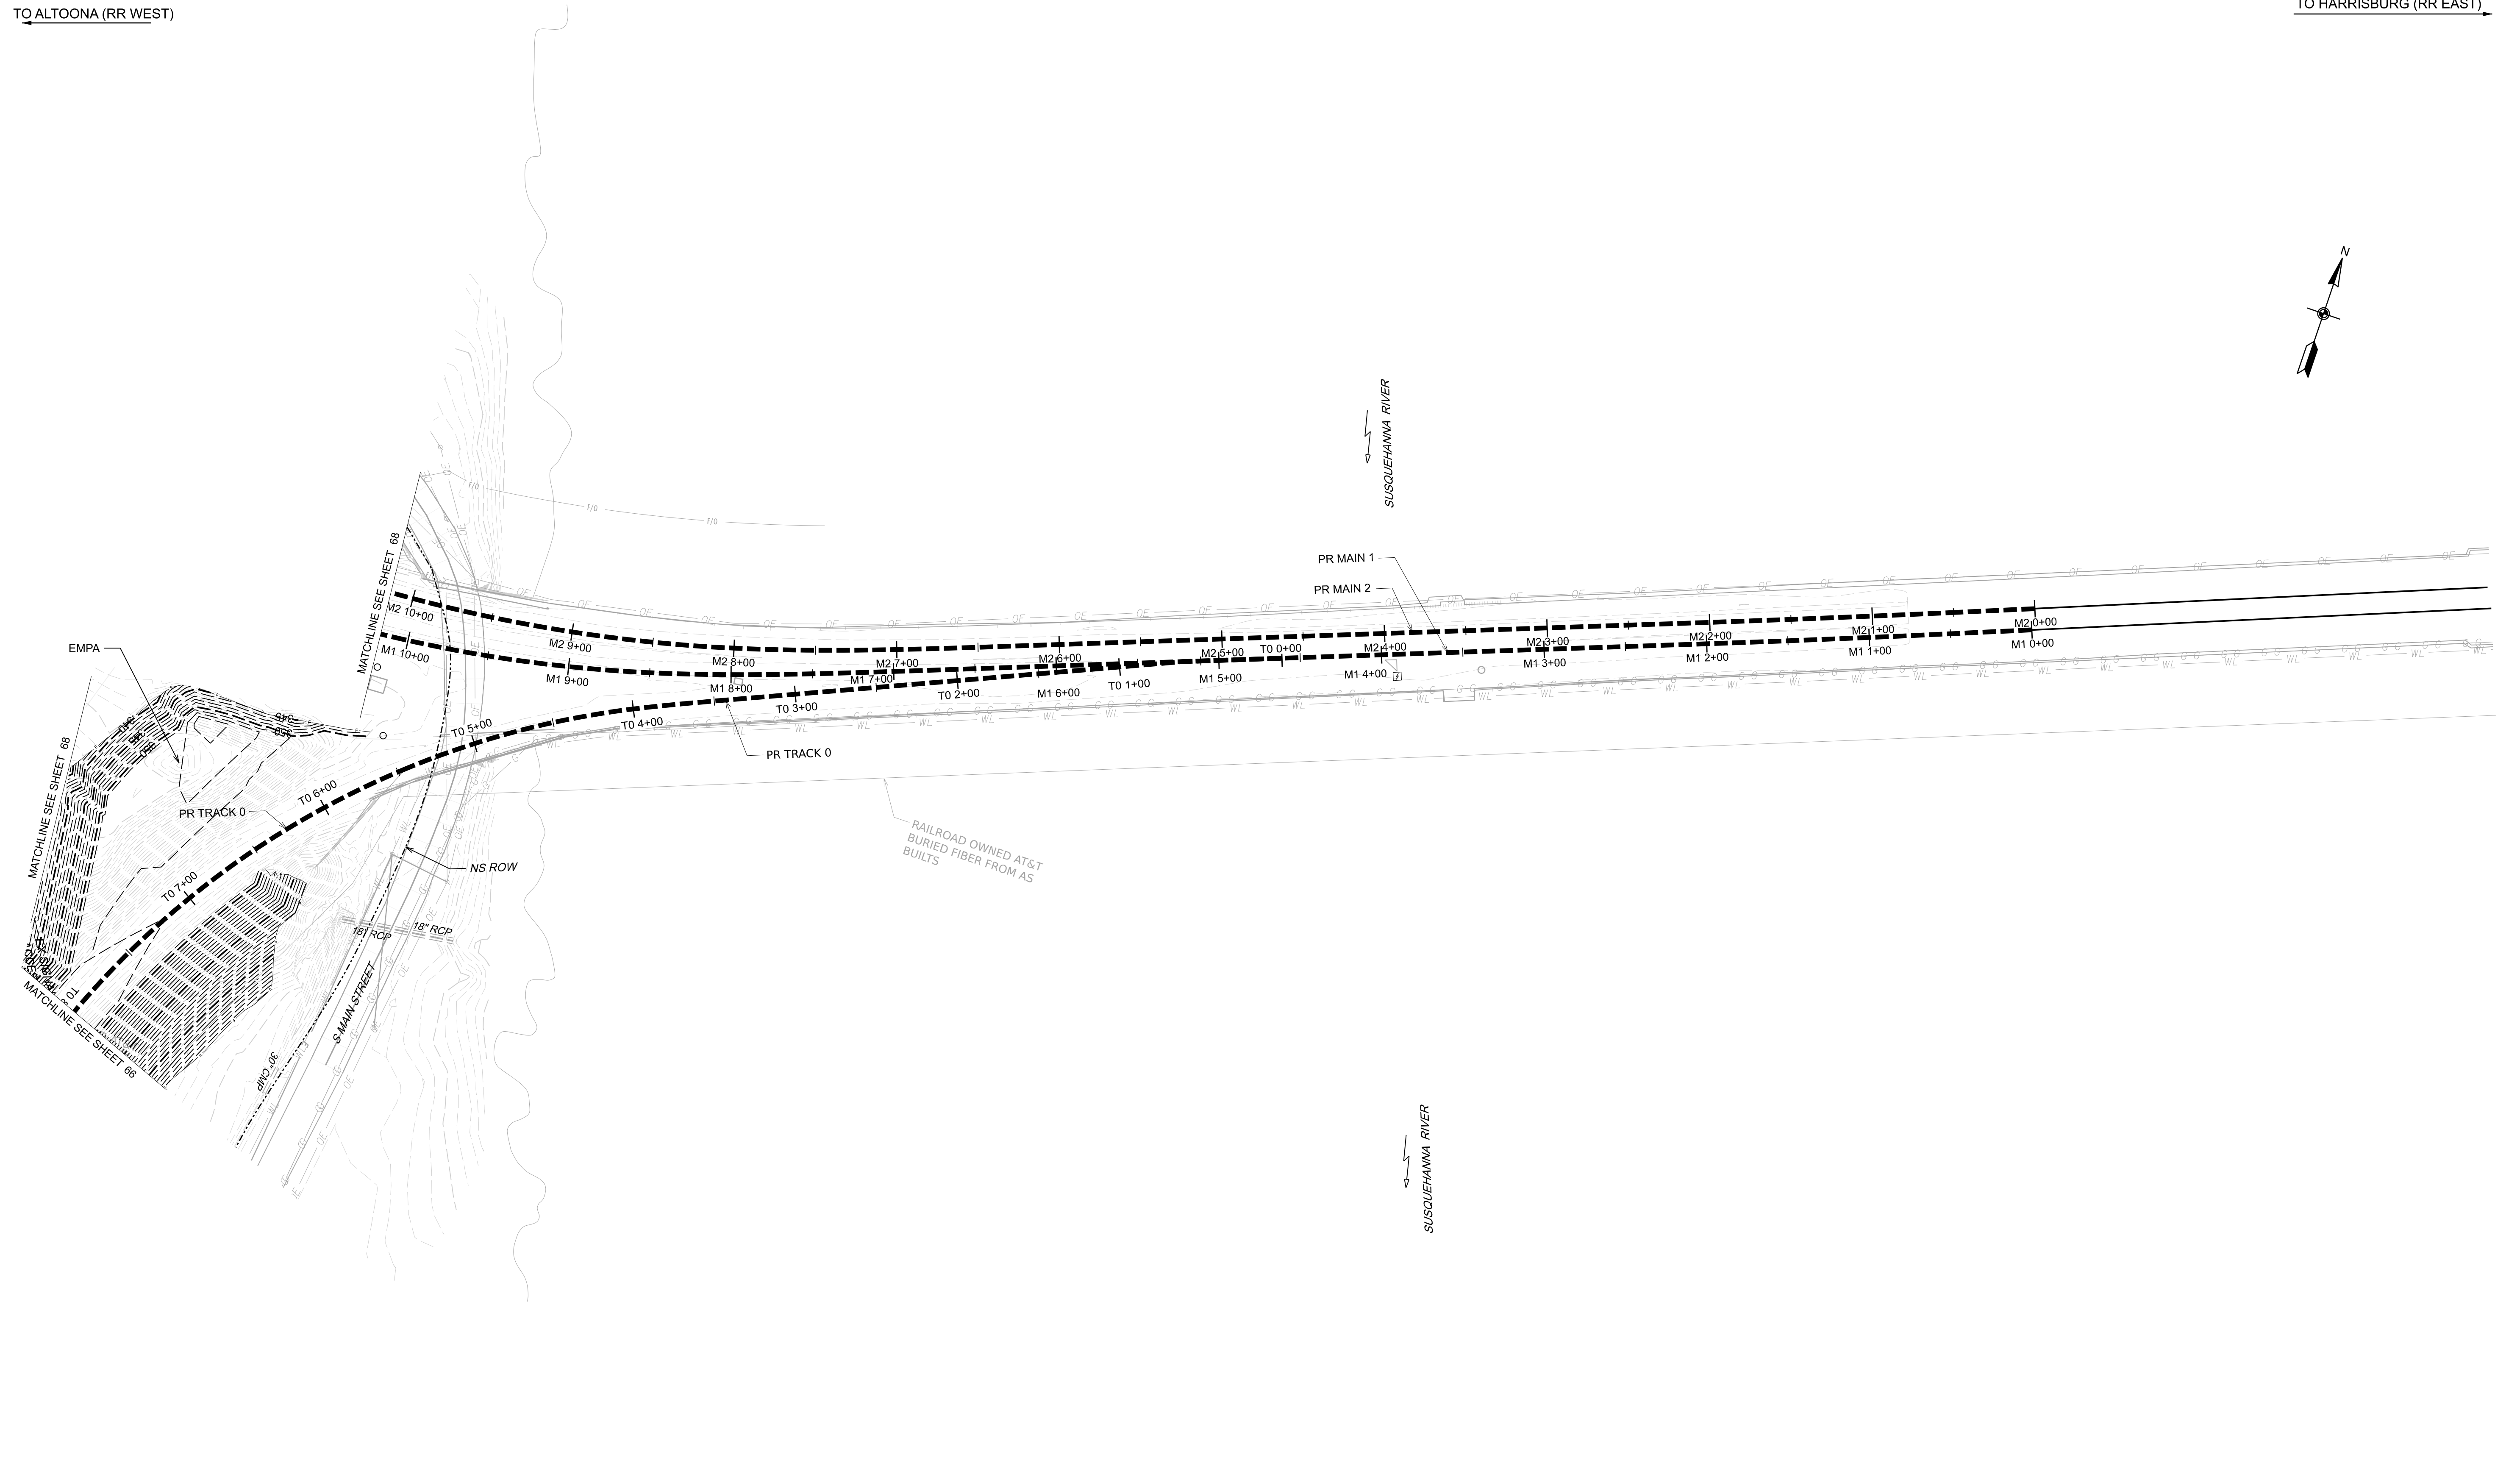 TO ALTOONA (RR WEST)
TO HARRISBURG (RR EAST)
N
SUSQUEHANNA RIVER
OE
F/O
F/O
F/O
MATCHLINE SEE SHEET 68
PR MAIN 1
PR MAIN 2
M2 10+00
M2 9+00
M2 8+00
M2 7+00
M2 6+00
M2 5+00
T0 0+00
M2 4+00
M2 3+00
M2 2+00
M2 1+00
M2 0+00
M1 10+00
M1 9+00
M1 8+00
M1 7+00
M1 6+00
M1 5+00
M1 4+00
M1 3+00
M1 2+00
M1 1+00
M1 0+00
EMPA
T0 1+00
T0 2+00
T0 3+00
T0 4+00
T0 5+00
T0 6+00
T0 7+00
PR TRACK 0
PR TRACK 0
G
WL
340
345
350
345
350
MATCHLINE SEE SHEET 68
NS ROW
RAILROAD OWNED AT&T
BURIED FIBER FROM AS
BUILTS
18" RCP
18" RCP
S MAIN STREET
30" CMP
MATCHLINE SEE SHEET 66
SUSQUEHANNA RIVER